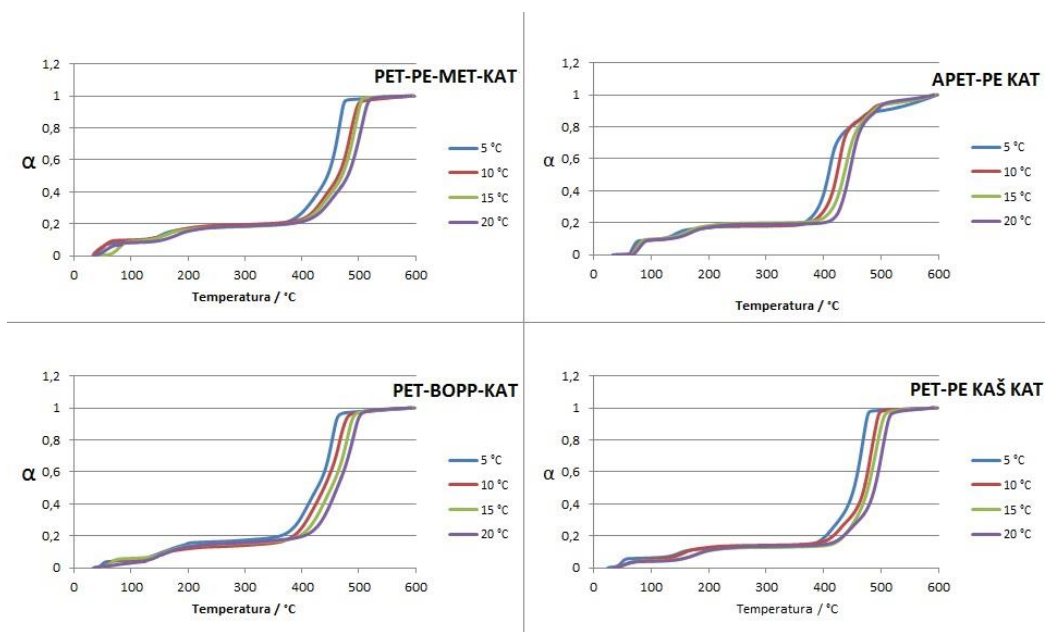 PET-PE-MET-KAT
1,2
1
0,8
0,6
0,4
0,2
0
α
0 100 200 300 400 500 600
Temperatura / °C
5 °C
10 °C
15 °C
20 °C
APET-PE KAT
1,2
1
0,8
0,6
0,4
0,2
0
α
0 100 200 300 400 500 600
Temperatura / °C
5 °C
10 °C
15 °C
20 °C
PET-BOPP-KAT
1,2
1
0,8
0,6
0,4
0,2
0
α
0 100 200 300 400 500 600
Temperatura / °C
5 °C
10 °C
15 °C
20 °C
PET-PE KAŠ KAT
1,2
1
0,8
0,6
0,4
0,2
0
α
0 100 200 300 400 500 600
Temperatura / °C
5 °C
10 °C
15 °C
20 °C